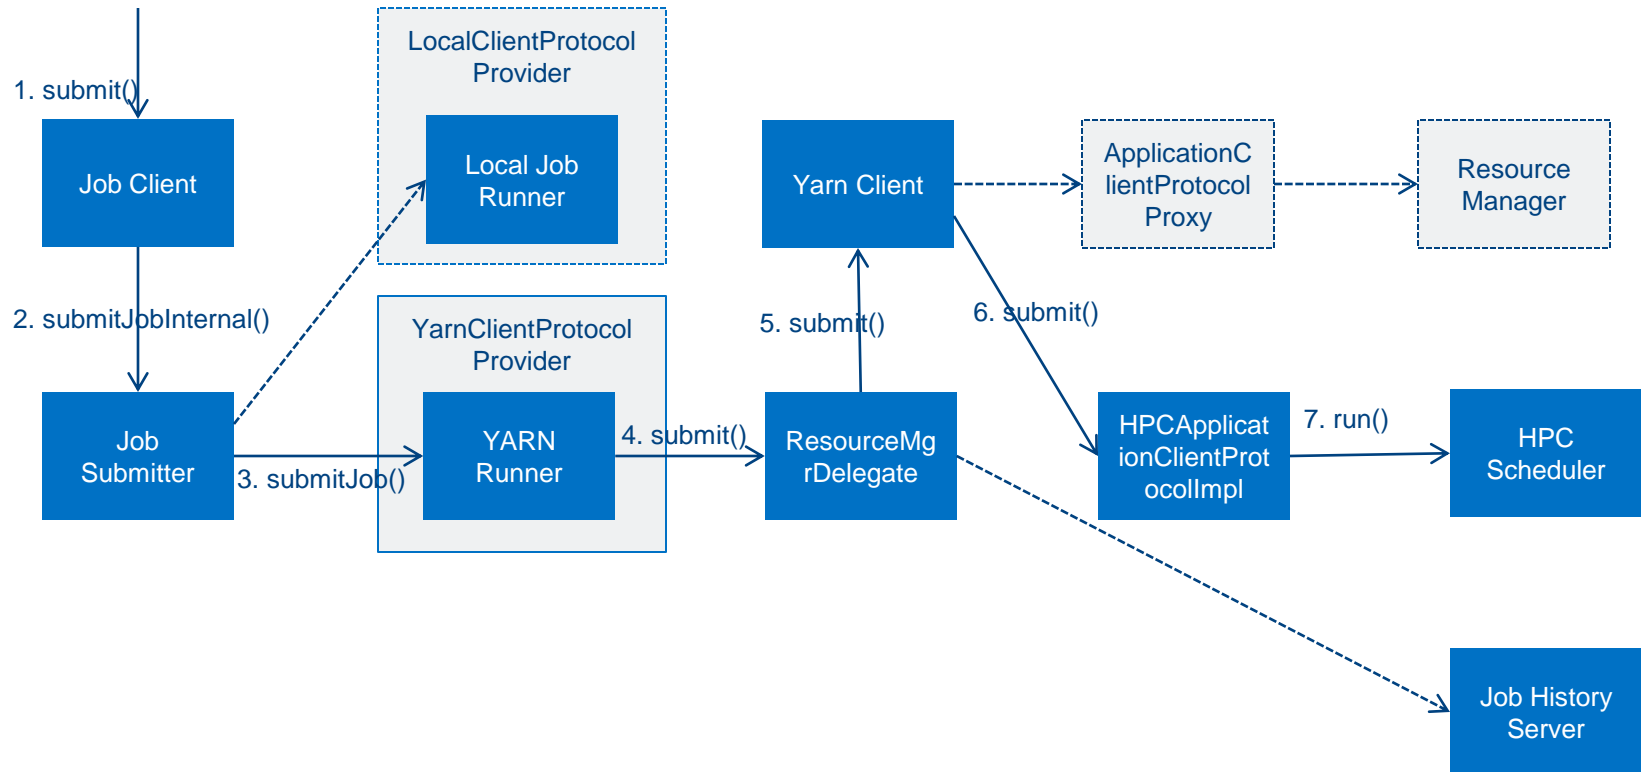 LocalClientProtocol
Provider
1. submit()
Job Client
Local Job
Runner
Yarn Client
ApplicationC
lientProtocol
Proxy
Resource
Manager
2. submitJobInternal()
YarnClientProtocol
Provider
5. submit()
6. submit()
Job
Submitter
3. submitJob()
YARN
Runner
4. submit()
ResourceMg
rDelegate
HPCApplicat
ionClientProt
ocolImpl
7. run()
HPC
Scheduler
Job History
Server